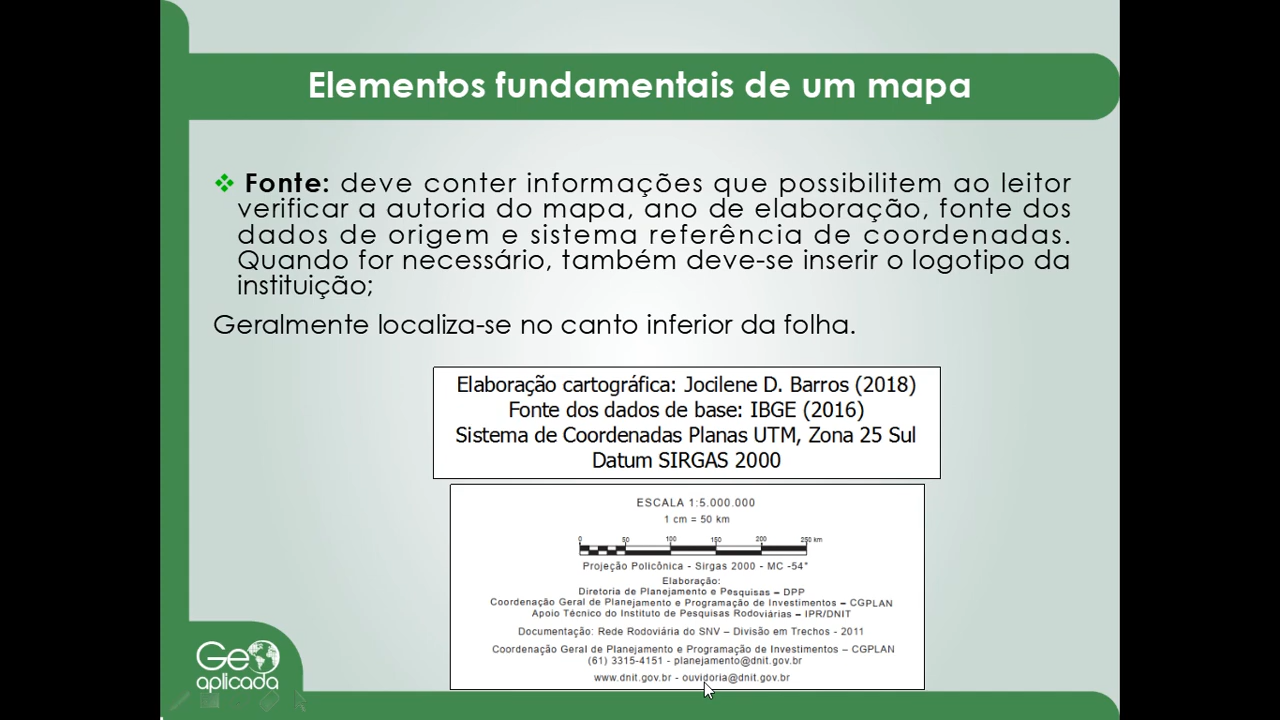 Elementos fundamentais de um mapa
Fonte: deve conter informações que possibilitem ao leitor
verificar a autoria do mapa, ano de elaboração, fonte dos
dados de origem e sistema referência de coordenadas.
Quando for necessário, também deve-se inserir o logotipo da
instituição;
Geralmente localiza-se no canto inferior da folha.
Elaboração cartográfica: Jocilene D. Barros (2018)
Fonte dos dados de base: IBGE (2016)
Sistema de Coordenadas Planas UTM, Zona 25 Sul
Datum SIRGAS 2000
ESCALA 1:5.000.000
1 cm = 50 km
0 50 100 150 200 250 km
Projeção Policônica - Sirgas 2000 - MC -54°
Elaboração:
Diretoria de Planejamento e Pesquisas – DPP
Coordenação Geral de Planejamento e Programação de Investimentos – CGPLAN
Apoio Técnico do Instituto de Pesquisas Rodoviárias – IPR/DNIT
Documentação: Rede Rodoviária do SNV – Divisão em Trechos - 2011
Coordenação Geral de Planejamento e Programação de Investimentos – CGPLAN
(61) 3315-4151 - planejamento@dnit.gov.br
www.dnit.gov.br - ouvidoria@dnit.gov.br
Geo
aplicada